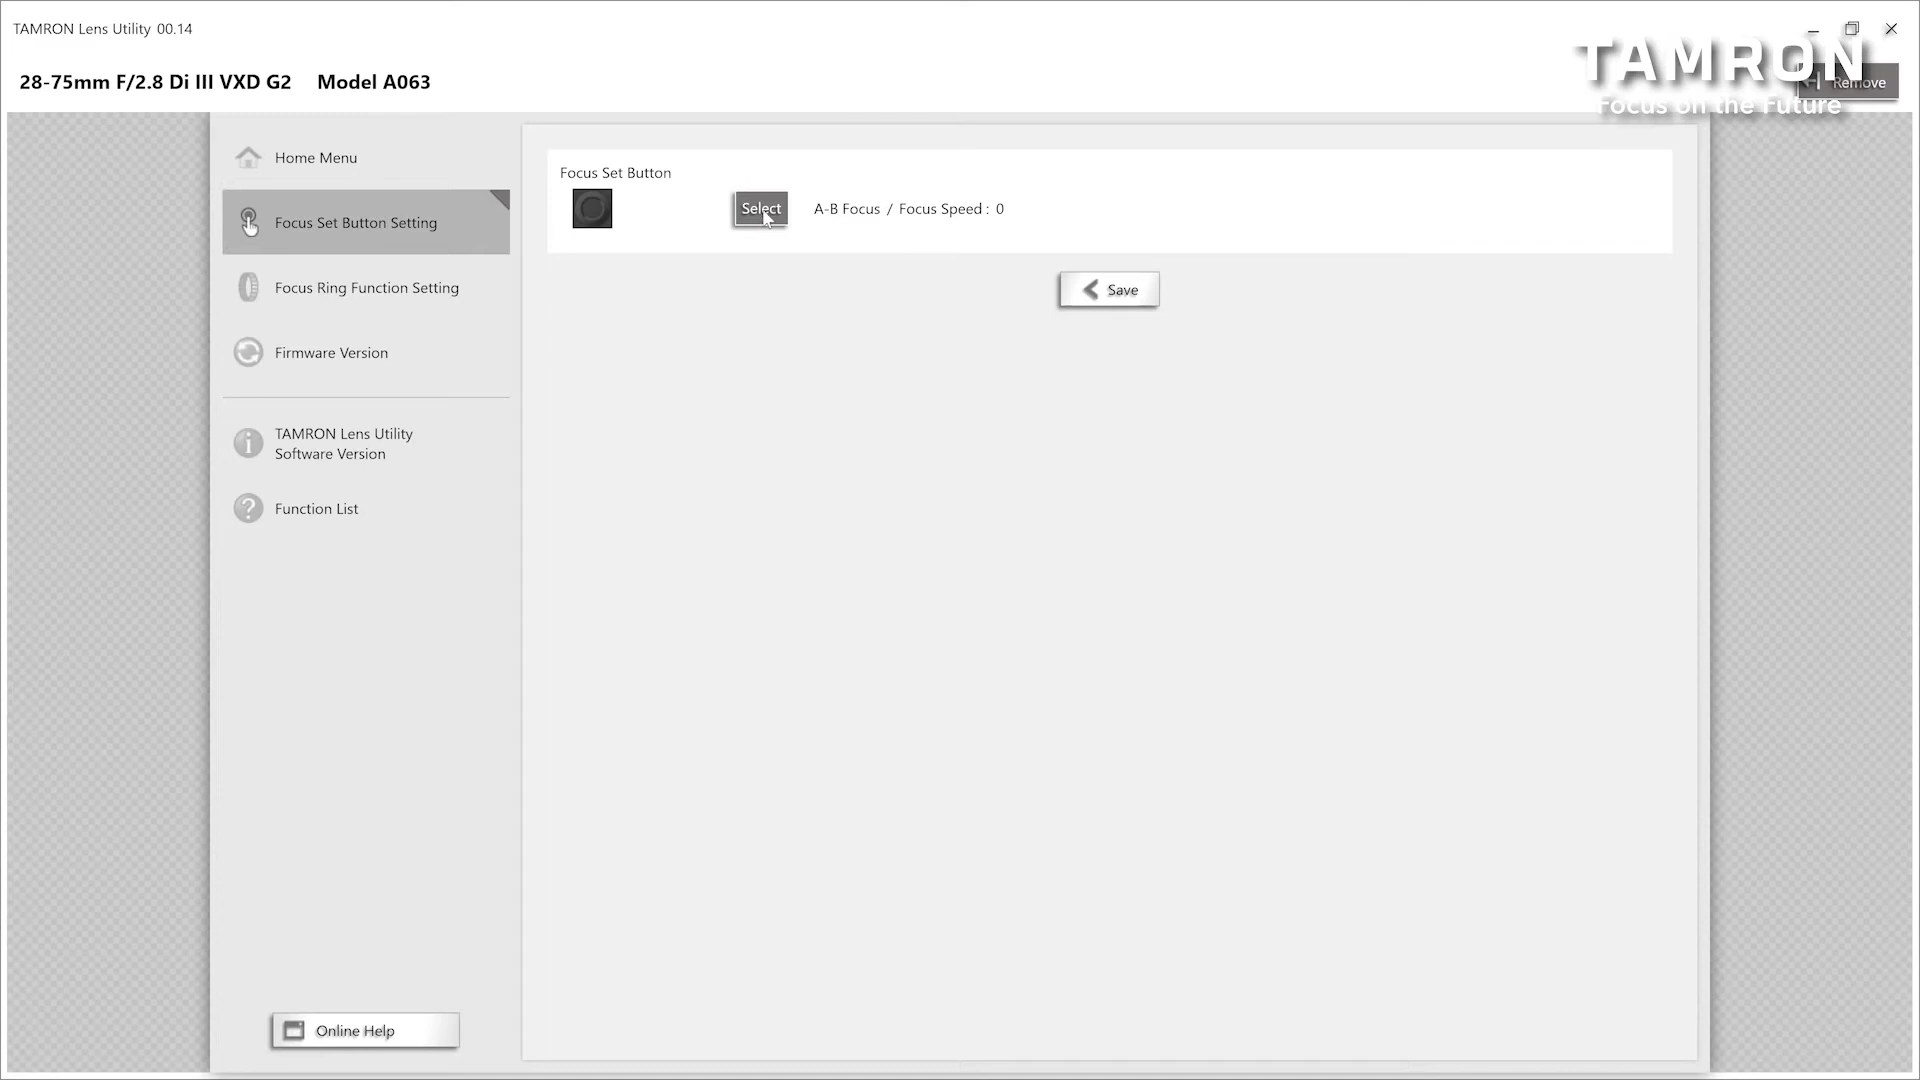 TAMRON Lens Utility 00.14
TAMRON
Focus on the Future
28-75mm F/2.8 Di III VXD G2 Model A063
Remove
Home Menu
Focus Set Button Setting
Focus Ring Function Setting
Firmware Version
TAMRON Lens Utility
Software Version
Function List
Online Help
Focus Set Button
Select
A-B Focus / Focus Speed : 0
Save